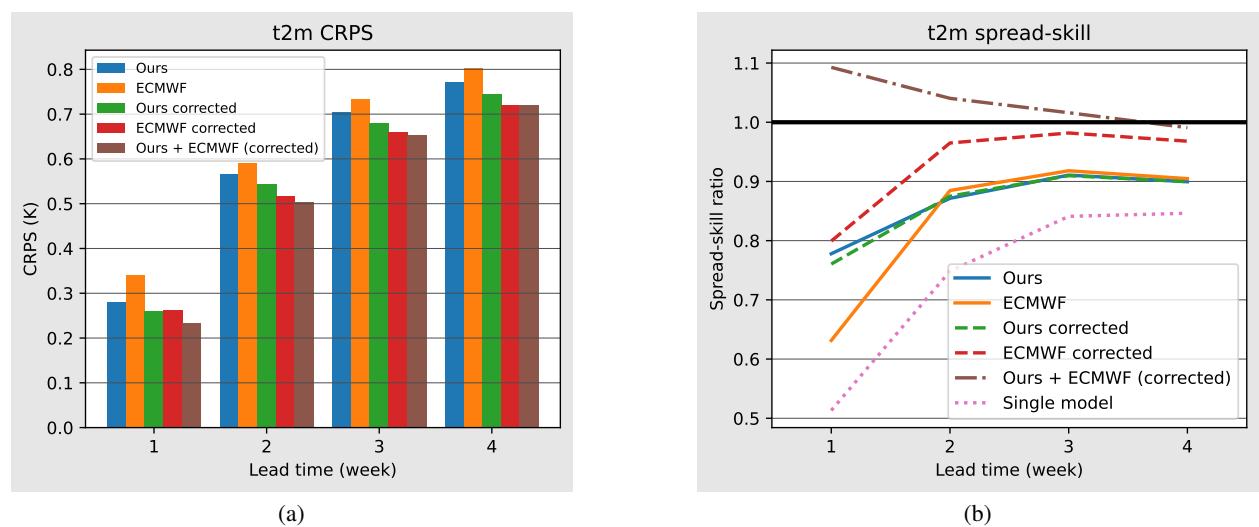 t2m CRPS
Ours
ECMWF
Ours corrected
ECMWF corrected
Ours + ECMWF (corrected)
CRPS (K)
0.8
0.7
0.6
0.5
0.4
0.3
0.2
0.1
0.0
1 2 3 4
Lead time (week)
(a)
t2m spread-skill
Spread-skill ratio
1.1
1.0
0.9
0.8
0.7
0.6
0.5
Ours
ECMWF
Ours corrected
ECMWF corrected
Ours + ECMWF (corrected)
Single model
1 2 3 4
Lead time (week)
(b)